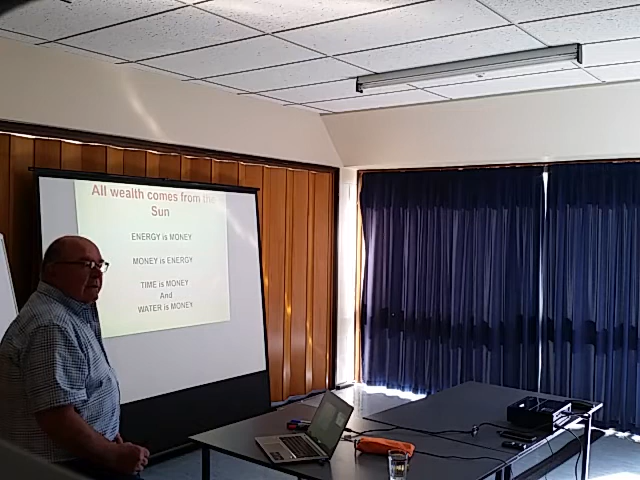 All wealth comes from the
Sun
ENERGY is MONEY
MONEY is ENERGY
TIME is MONEY
And
WATER is MONEY